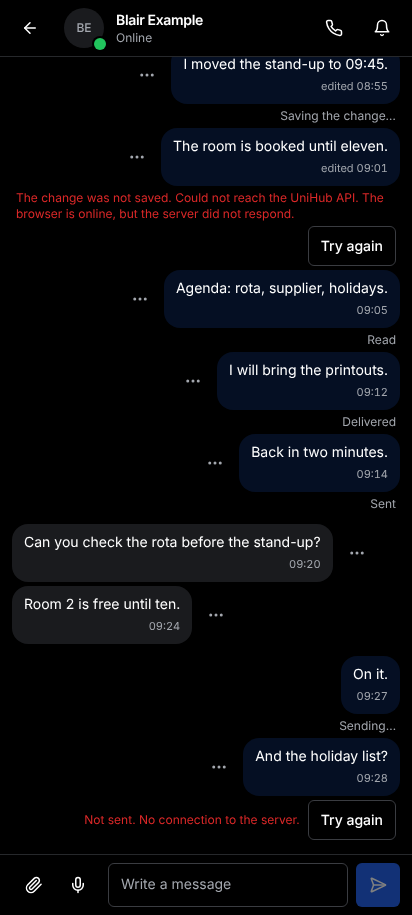 BE
Blair Example
Online
I moved the stand-up to 09:45.
edited 08:55
Saving the change...
The room is booked until eleven.
edited 09:01
The change was not saved. Could not reach the UniHub API. The
browser is online, but the server did not respond.
Try again
Agenda: rota, supplier, holidays.
09:05
Read
I will bring the printouts.
09:12
Delivered
Back in two minutes.
09:14
Sent
Can you check the rota before the stand-up?
09:20
Room 2 is free until ten.
09:24
On it.
09:27
Sending...
And the holiday list?
09:28
Not sent. No connection to the server.
Try again
Write a message